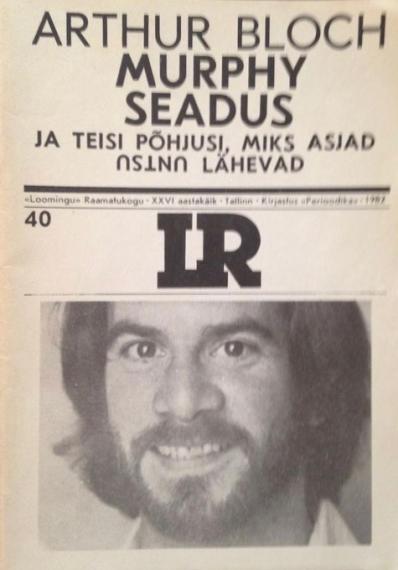 ARTHUR BLOCH
MURPHY
SEADUS
JA TEISI PÕHJUSI, MIKS ASJAD
UNTSU LÄHEVAD
«Loomingu» Raamatukogu · XXVI aastakäik · Tallinn · Kirjastus «Perioodika» · 1982
40
LR